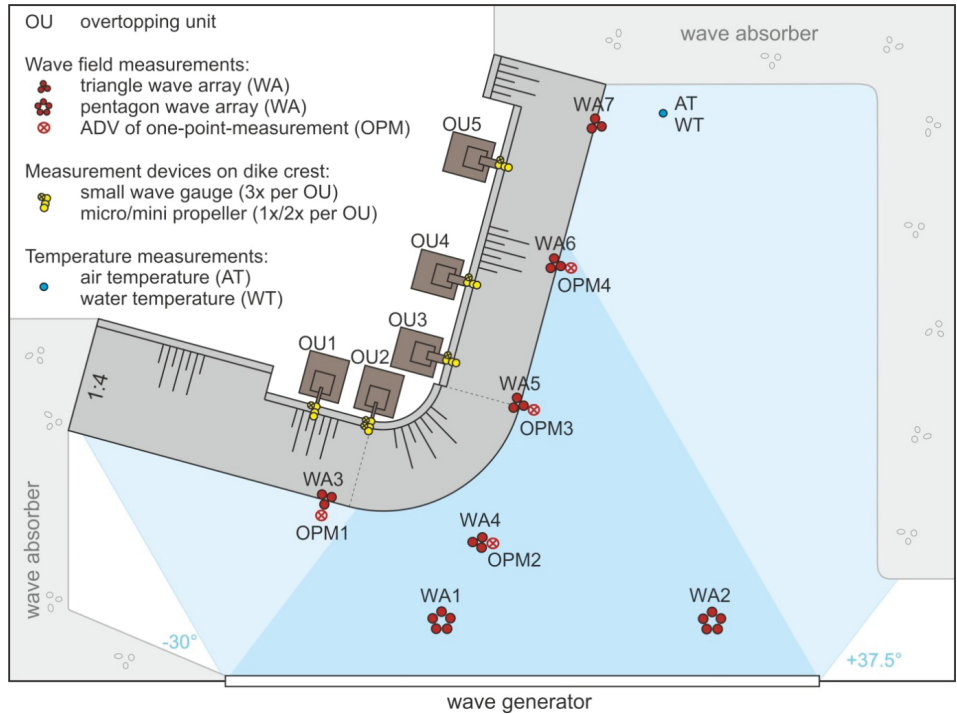 OU overtopping unit
Wave field measurements:
triangle wave array (WA)
pentagon wave array (WA)
ADV of one-point-measurement (OPM)
Measurement devices on dike crest:
small wave gauge (3x per OU)
micro/mini propeller (1x/2x per OU)
Temperature measurements:
air temperature (AT)
water temperature (WT)
wave absorber
WA7
AT
WT
OU5
OU4
WA6
OPM4
OU3
OU1
OU2
1:4
WA5
OPM3
WA3
OPM1
WA4
OPM2
wave absorber
WA1
WA2
-30°
+37.5°
wave generator